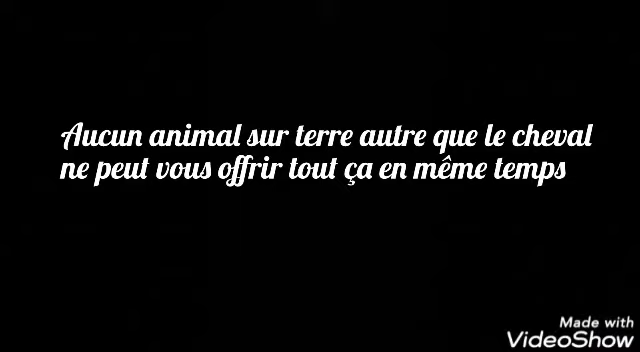 Aucun animal sur terre autre que le cheval
ne peut vous offrir tout ça en même temps
Made with
VideoShow